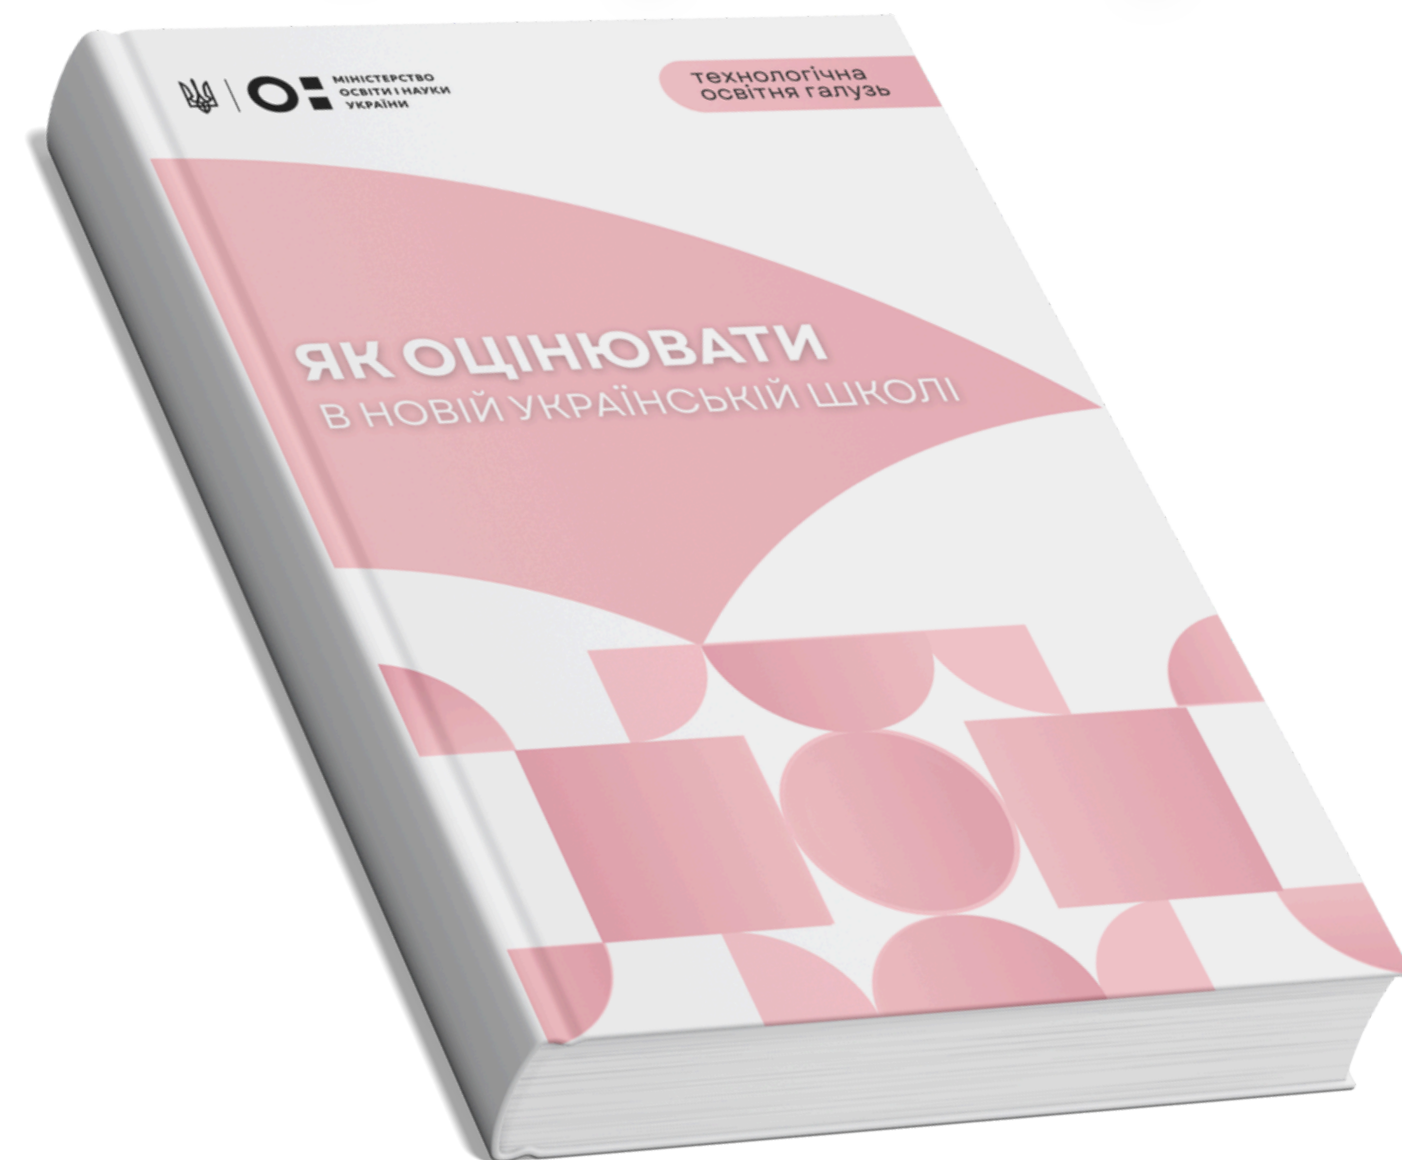 МІНІСТЕРСТВО
ОСВІТИ І НАУКИ
УКРАЇНИ
технологічна
освітня галузь
ЯК ОЦІНЮВАТИ
В НОВІЙ УКРАЇНСЬКІЙ ШКОЛІ